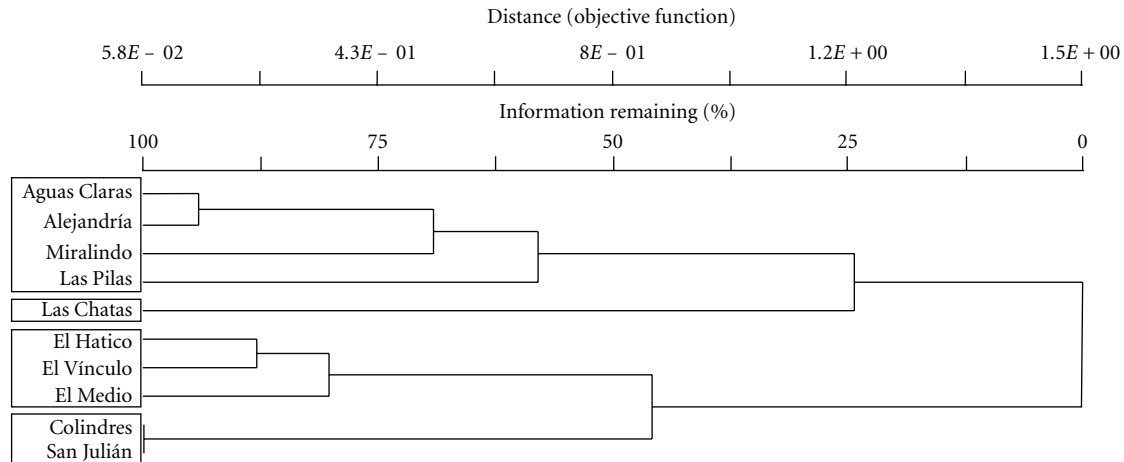 Distance (objective function)
5.8E – 02 4.3E – 01 8E – 01 1.2E + 00 1.5E + 00
Information remaining (%)
100 75 50 25 0
Aguas Claras
Alejandría
Miralindo
Las Pilas
Las Chatas
El Hatico
El Vínculo
El Medio
Colindres
San Julián